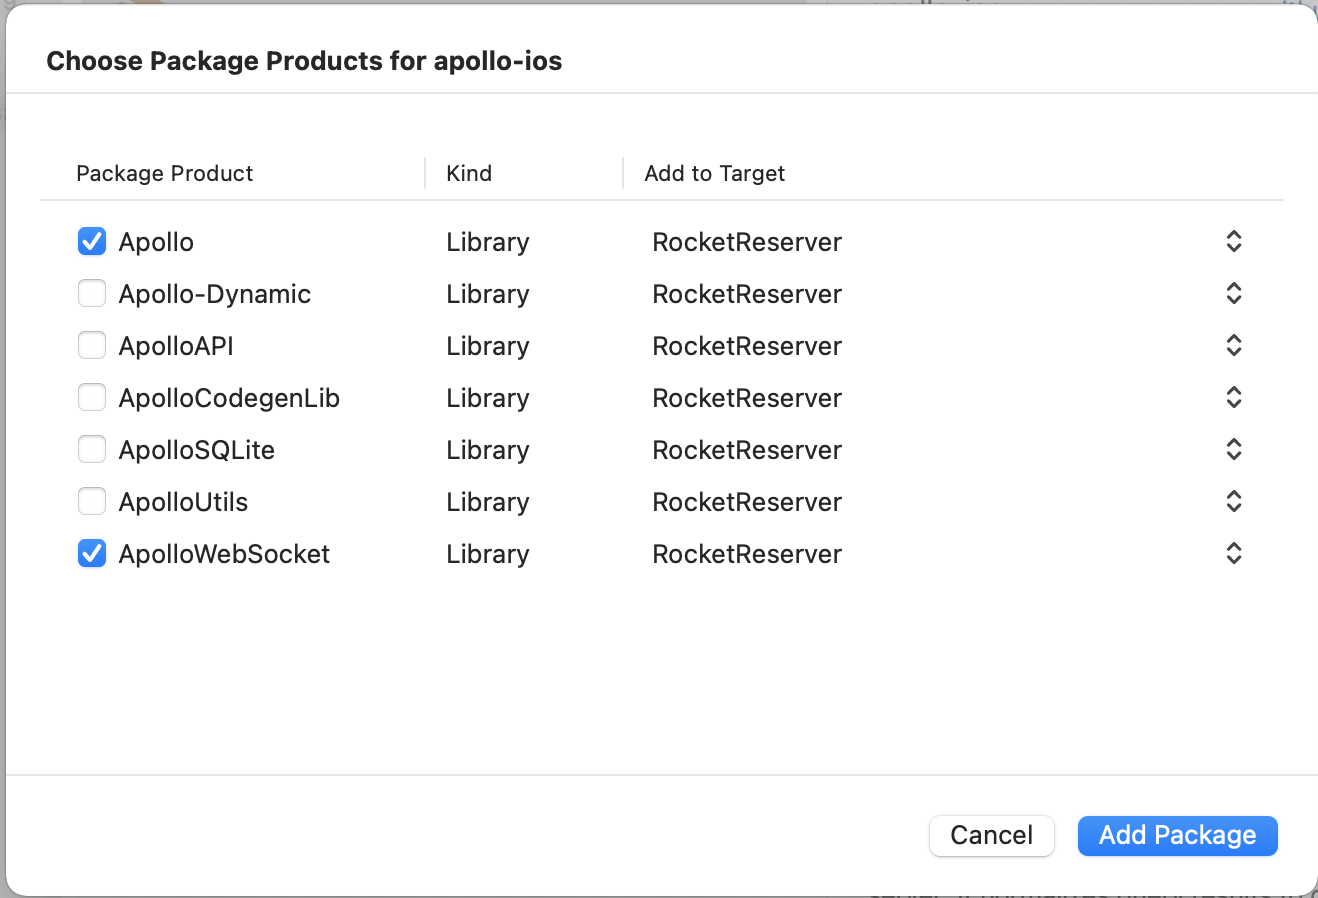 Choose Package Products for apollo-ios
Package Product Kind Add to Target
Apollo Library RocketReserver
Apollo-Dynamic Library RocketReserver
ApolloAPI Library RocketReserver
ApolloCodegenLib Library RocketReserver
ApolloSQLite Library RocketReserver
ApolloUtils Library RocketReserver
ApolloWebSocket Library RocketReserver
Cancel Add Package